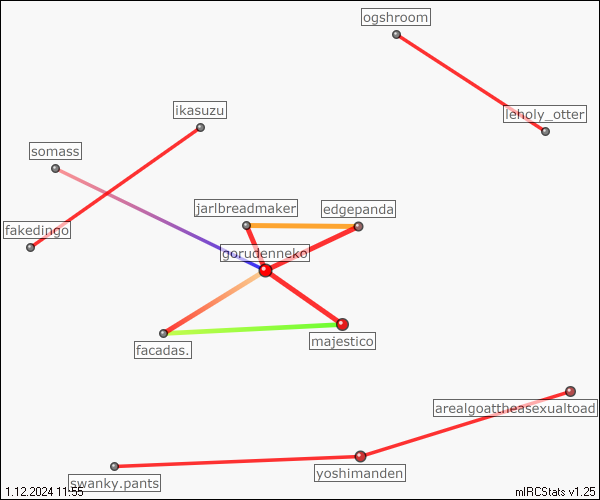 ogshroom
ikasuzu
leholy_otter
somass
jarlbreadmaker
edgepanda
fakedingo
gorudenneko
majestico
facadas.
arealgoattheasexualtoad
yoshimanden
swanky.pants
1.12.2024 11:55
mIRCStats v1.25